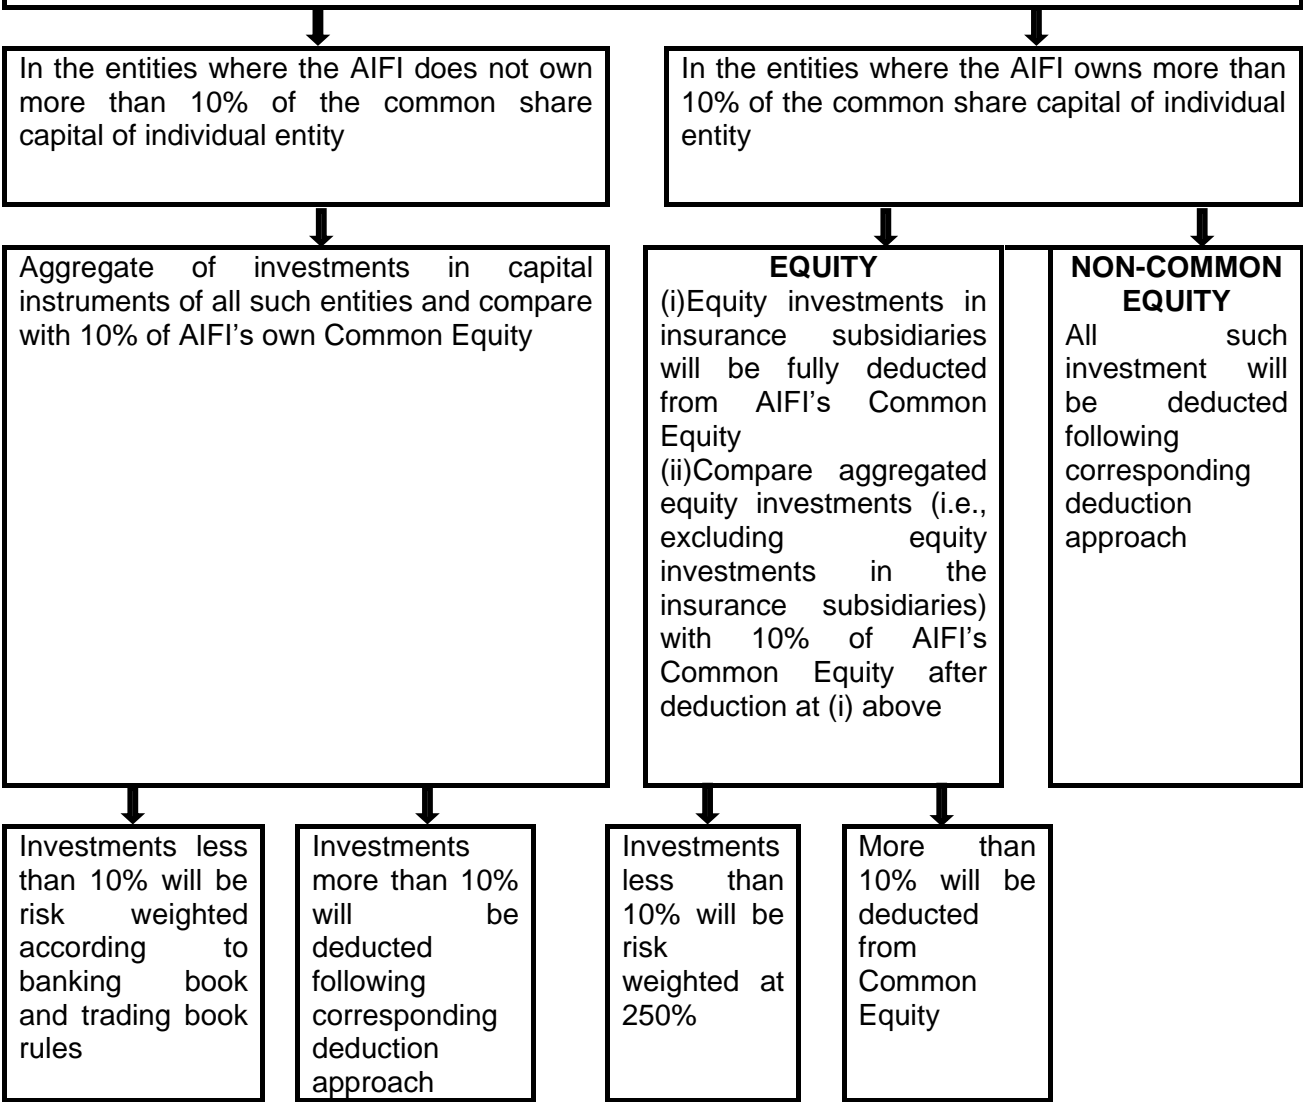 In the entities where the AIFI does not own
more than 10% of the common share
capital of individual entity
In the entities where the AIFI owns more than
10% of the common share capital of individual
entity
Aggregate of investments in capital
instruments of all such entities and compare
with 10% of AIFI’s own Common Equity
EQUITY
(i)Equity investments in
insurance subsidiaries
will be fully deducted
from AIFI’s Common
Equity
(ii)Compare aggregated
equity investments (i.e.,
excluding equity
investments in the
insurance subsidiaries)
with 10% of AIFI’s
Common Equity after
deduction at (i) above
NON-COMMON
EQUITY
All such
investment will
be deducted
following
corresponding
deduction
approach
Investments less
than 10% will be
risk weighted
according to
banking book
and trading book
rules
Investments
more than 10%
will be
deducted
following
corresponding
deduction
approach
Investments
less than
10% will be
risk
weighted at
250%
More than
10% will be
deducted
from
Common
Equity